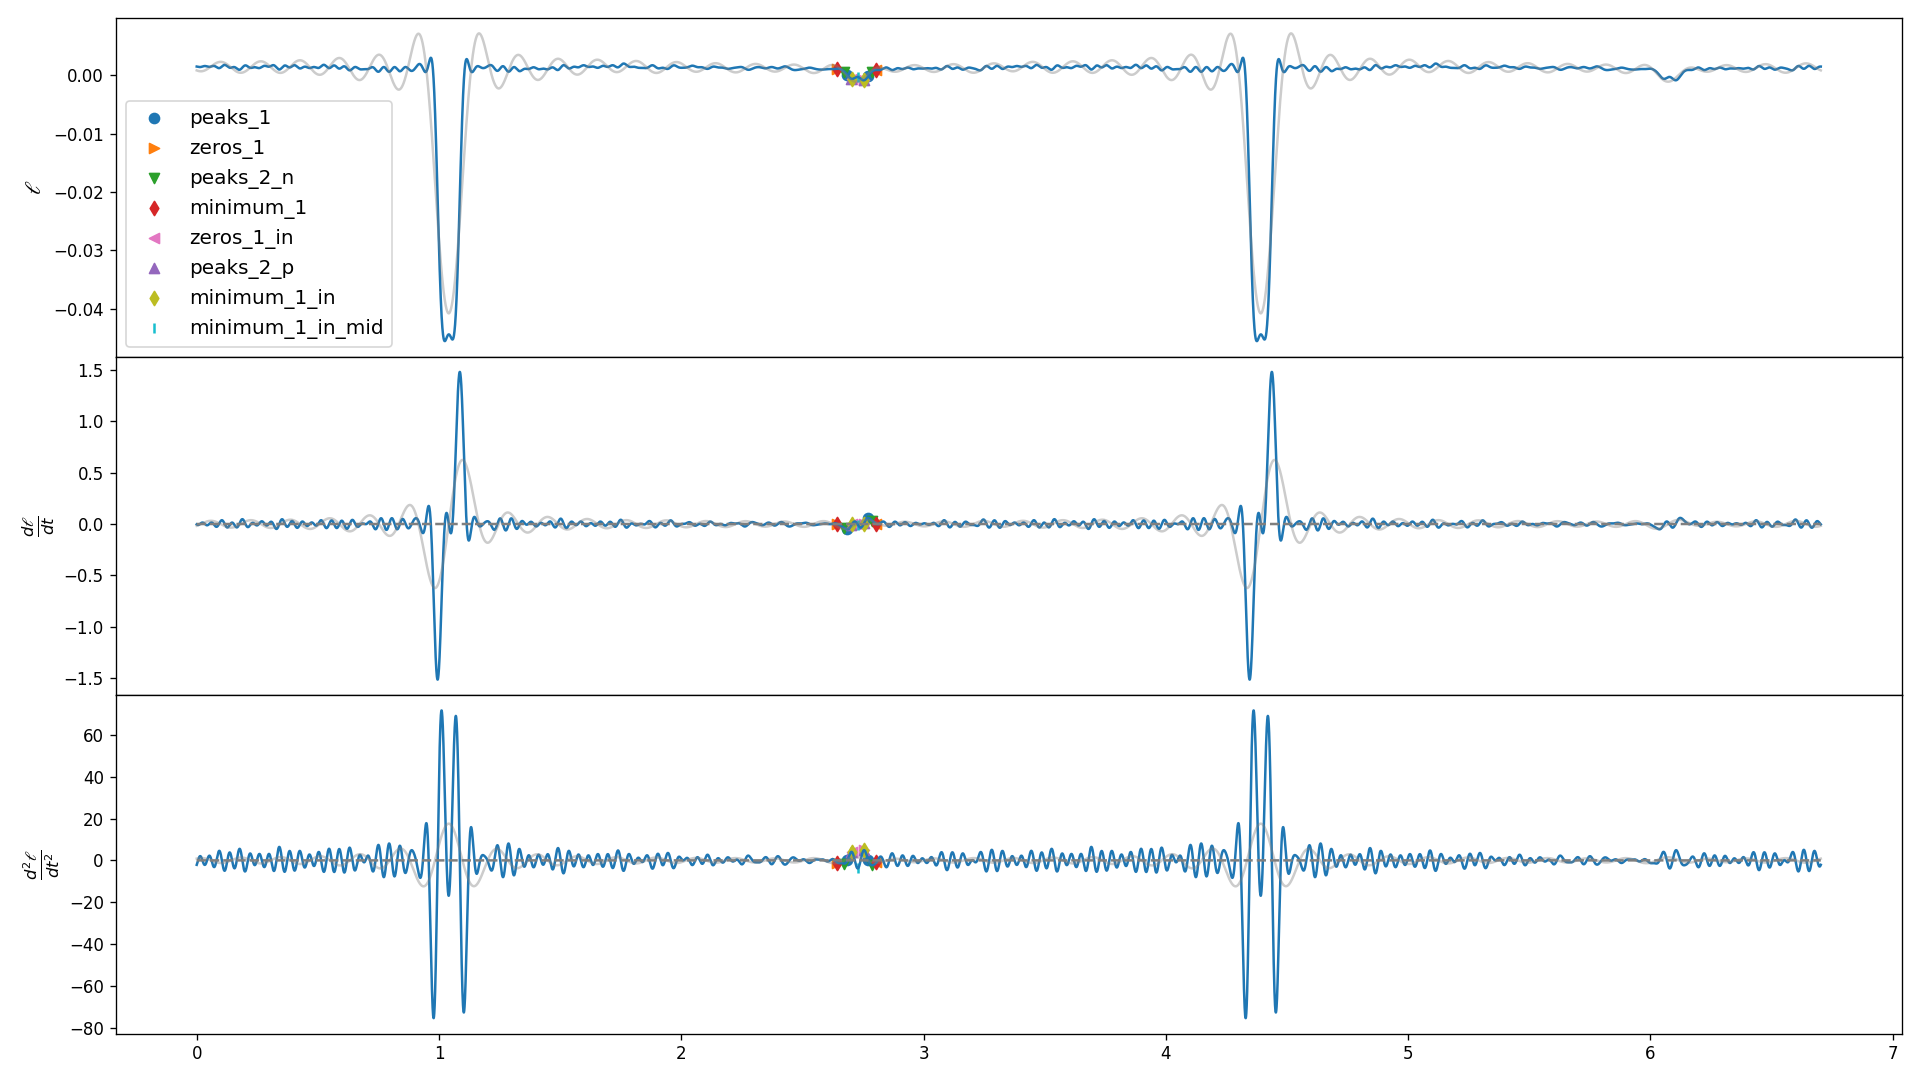 0.00
−0.01
−0.02
−0.03
−0.04
ℓ
peaks_1
zeros_1
peaks_2_n
minimum_1
zeros_1_in
peaks_2_p
minimum_1_in
minimum_1_in_mid
1.5
1.0
0.5
0.0
−0.5
−1.0
−1.5
dℓ
dt
60
40
20
0
−20
−40
−60
−80
d²ℓ
dt²
0 1 2 3 4 5 6 7